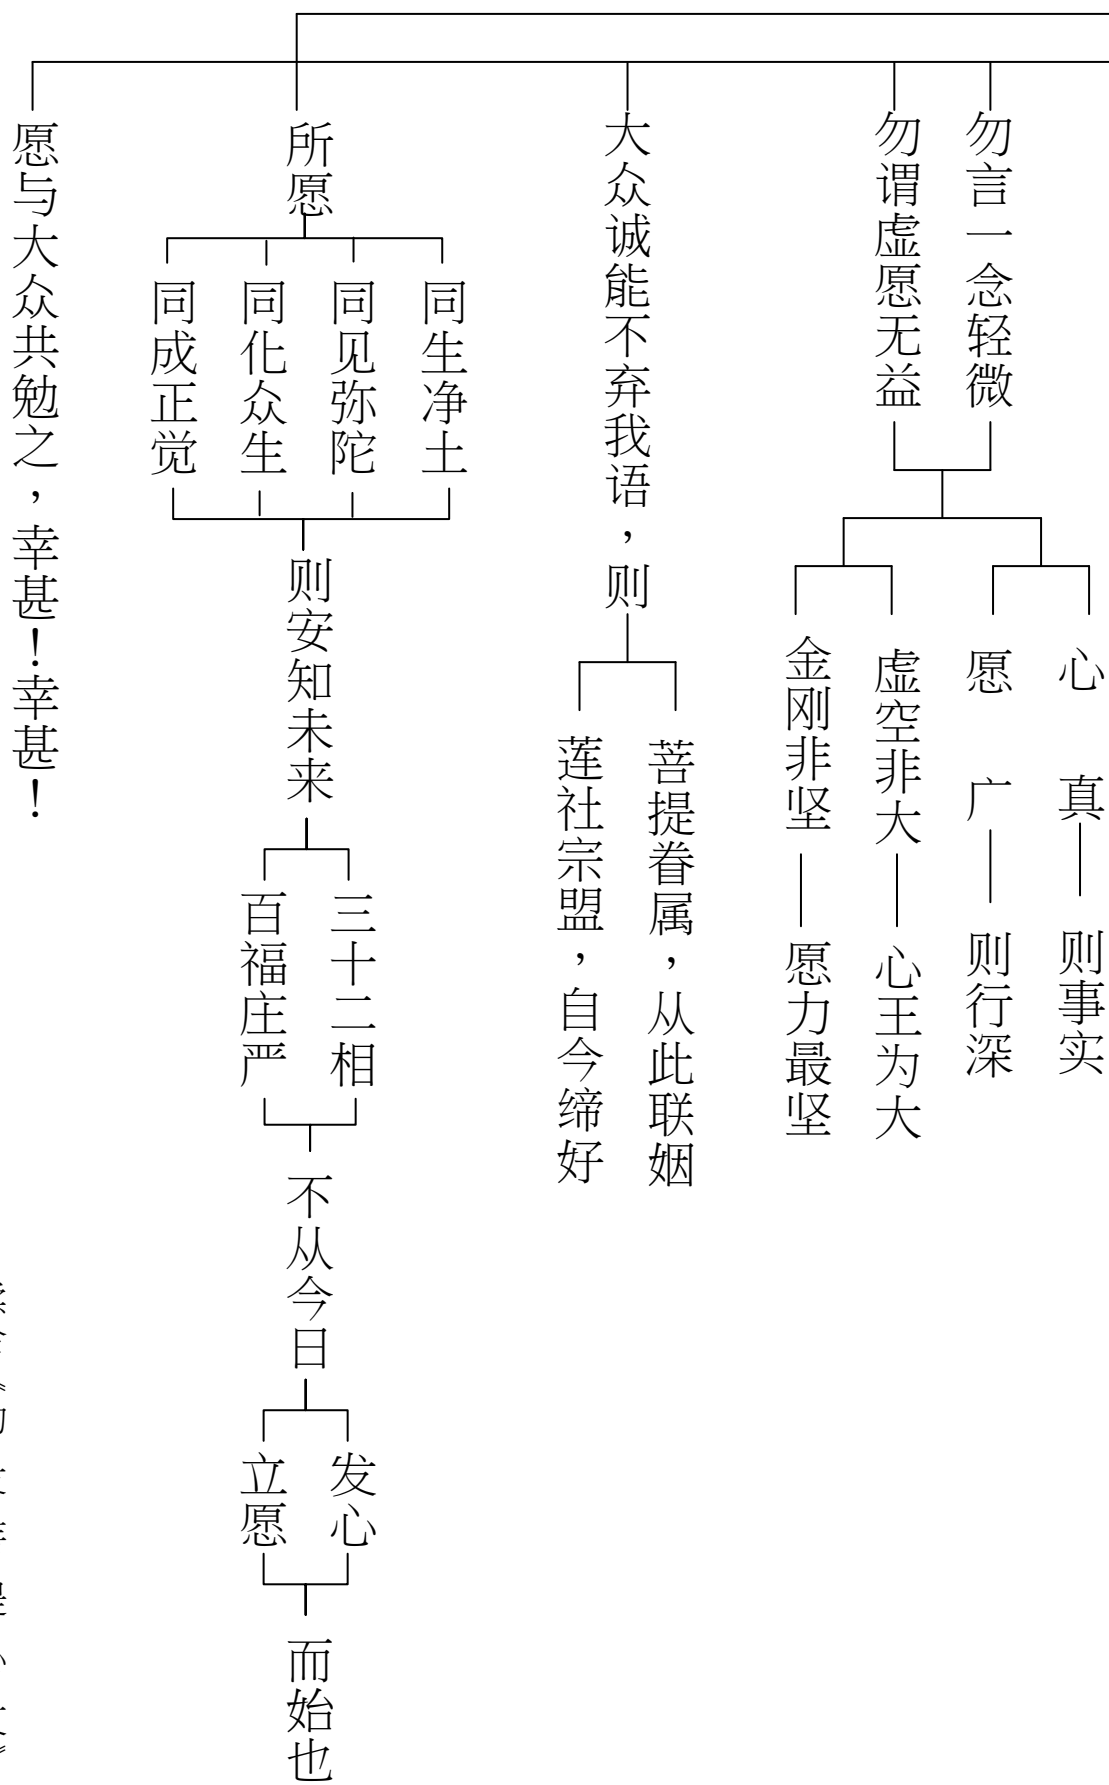 勿言一念轻微
勿谓虚愿无益
心真
则事实
愿广
则行深
虚空非大
心王为大
金刚非坚
愿力最坚
大众诚能不弃我语，则
菩提眷属，从此联姻
莲社宗盟，自今缔好
所愿
同生净土
同见弥陀
同化众生
同成正觉
则安知未来
三十二相
百福庄严
不从今日
发心
立愿
而始也
愿与大众共勉之，幸甚！幸甚！